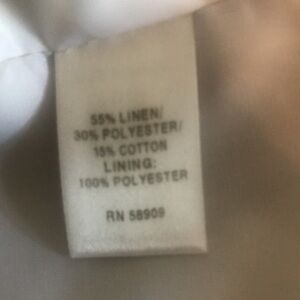 55% LINEN/
30% POLYESTER/
15% COTTON
LINING:
100% POLYESTER
RN 58909